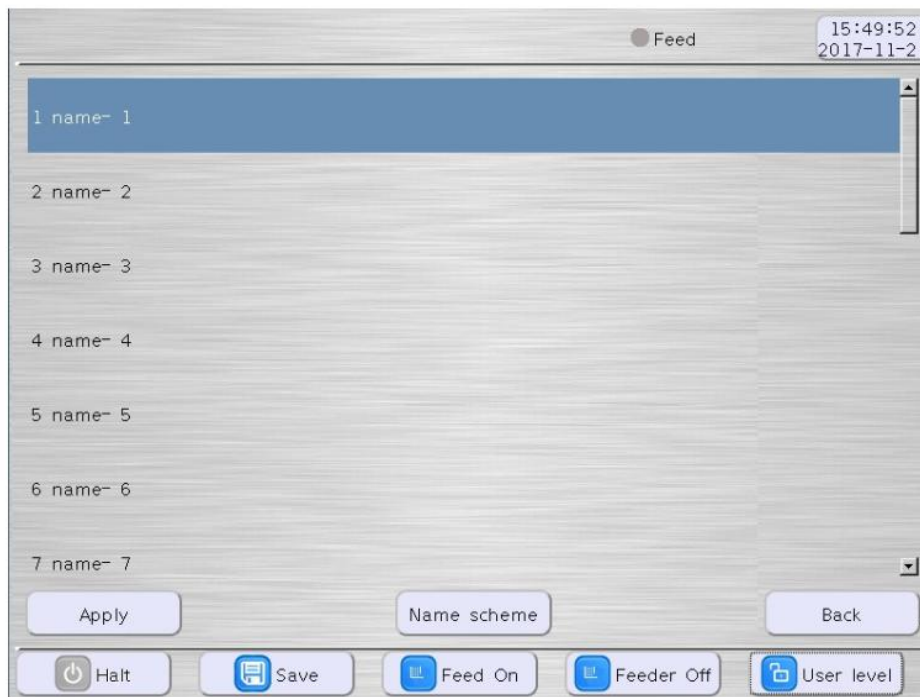 Feed
15:49:52
2017-11-2
1 name- 1
2 name- 2
3 name- 3
4 name- 4
5 name- 5
6 name- 6
7 name- 7
Apply
Name scheme
Back
Halt
Save
Feed On
Feeder Off
User level